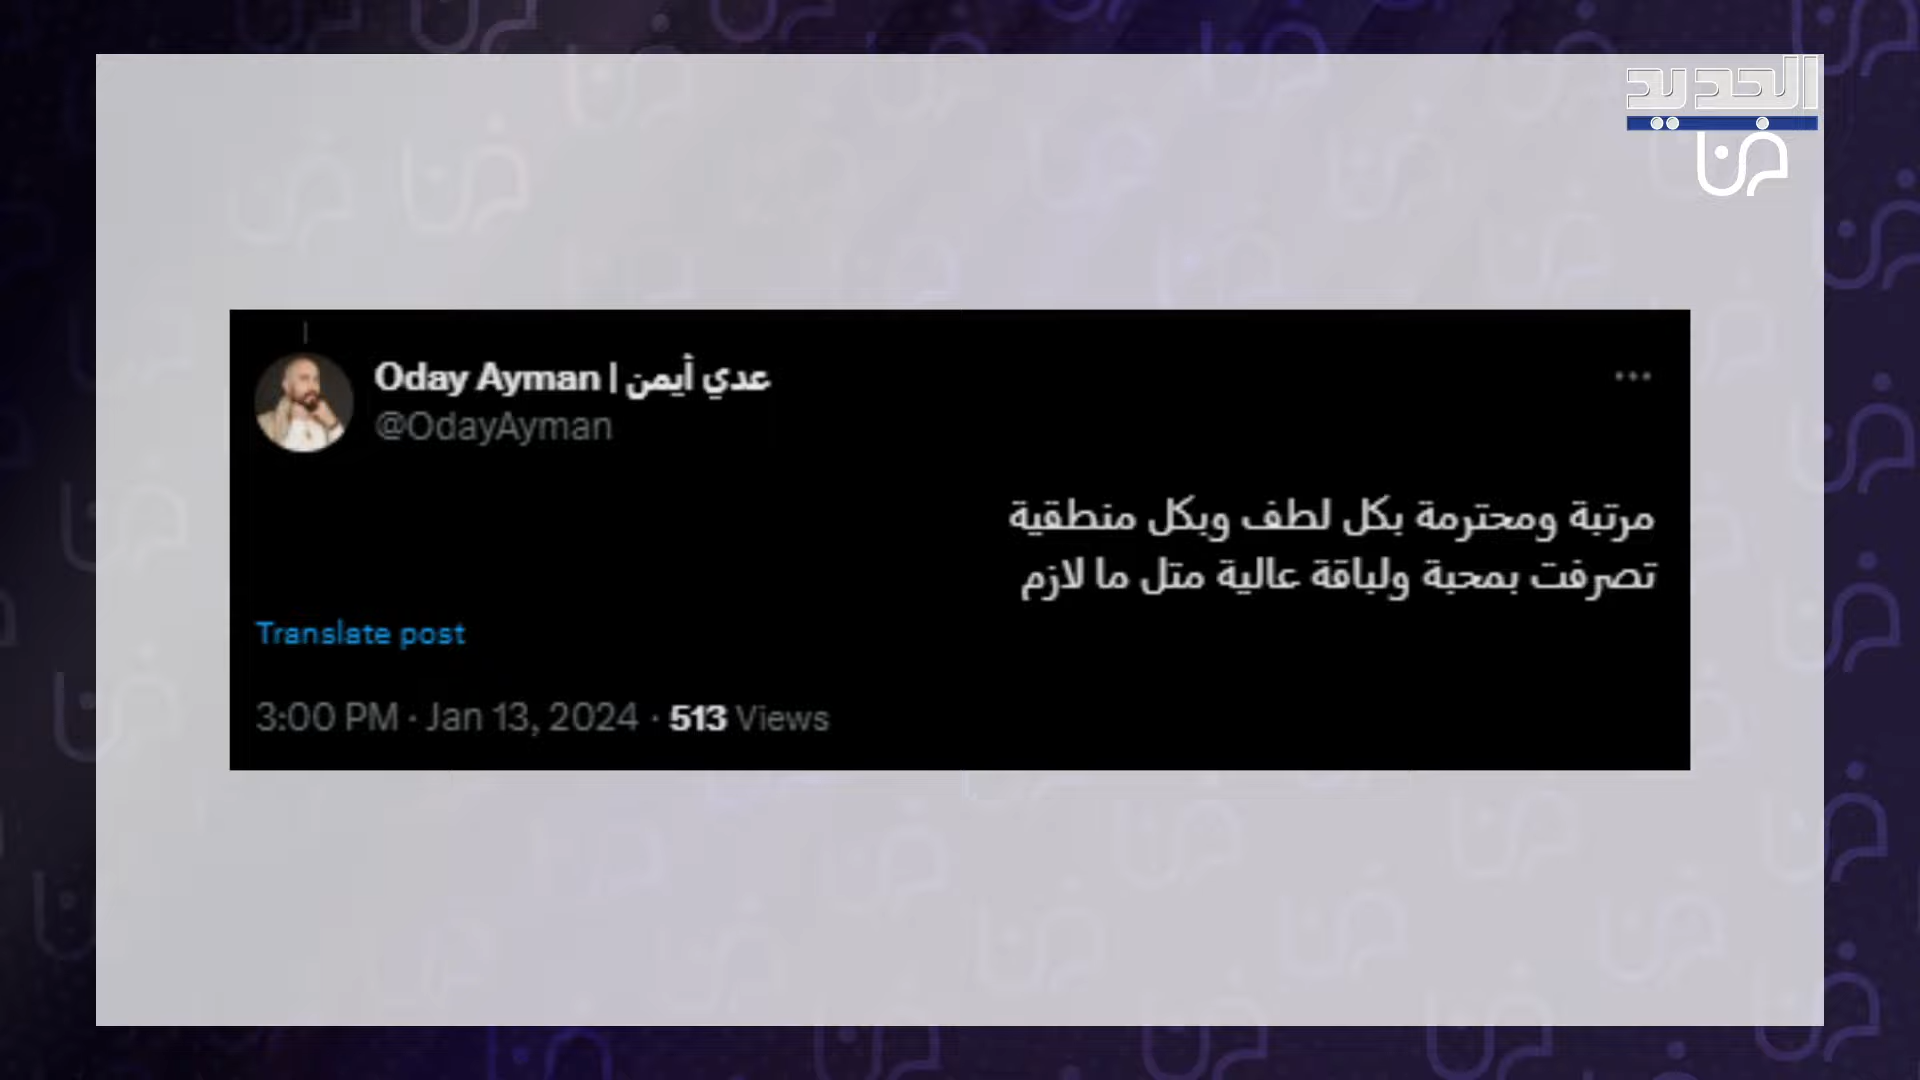 الجديد
فن
Oday Ayman | عدي أيمن
@OdayAyman
مرتبة ومحترمة بكل لطف وبكل منطقية
تصرفت بمحبة ولباقة عالية متل ما لازم
Translate post
3:00 PM · Jan 13, 2024 · 513 Views